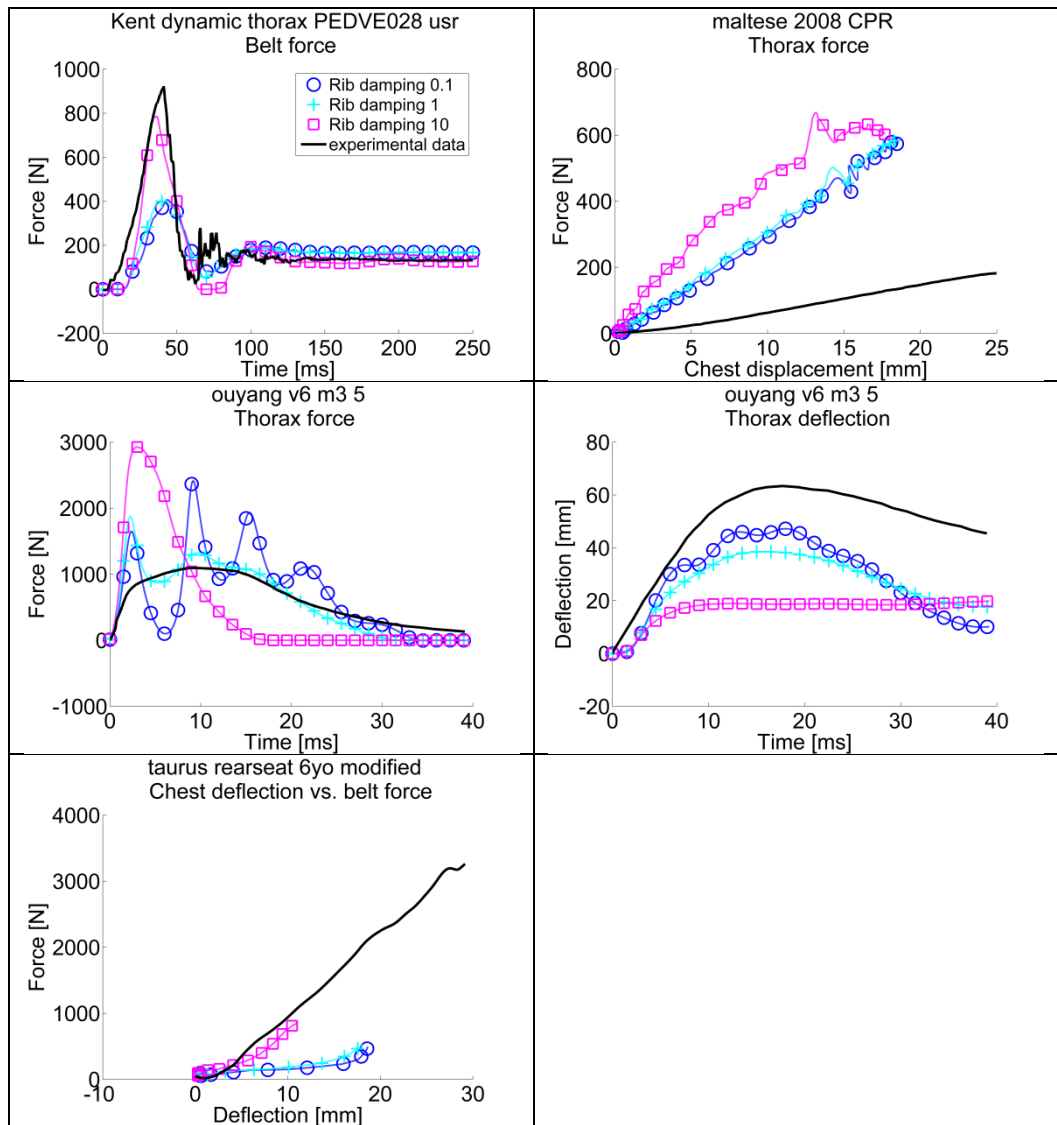 Kent dynamic thorax PEDVE028 usr
Belt force
1000
800
600
400
200
0
-200
Force [N]
0 50 100 150 200 250
Time [ms]
Rib damping 0.1
Rib damping 1
Rib damping 10
experimental data
maltese 2008 CPR
Thorax force
800
600
400
200
0
Force [N]
0 5 10 15 20 25
Chest displacement [mm]
ouyang v6 m3 5
Thorax force
3000
2000
1000
0
-1000
Force [N]
0 10 20 30 40
Time [ms]
ouyang v6 m3 5
Thorax deflection
80
60
40
20
0
-20
Deflection [mm]
0 10 20 30 40
Time [ms]
taurus rearseat 6yo modified
Chest deflection vs. belt force
4000
3000
2000
1000
0
Force [N]
-10 0 10 20 30
Deflection [mm]